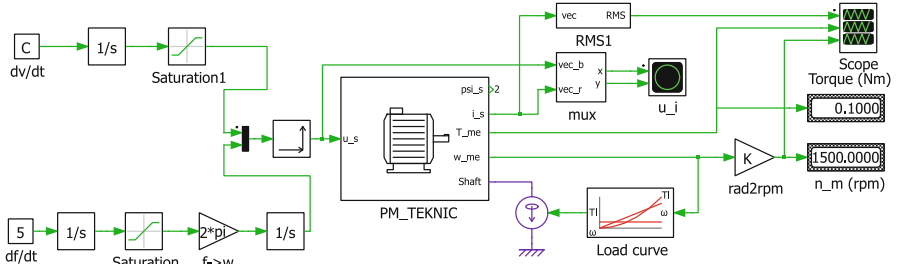 C
dv/dt
1/s
Saturation1
5
df/dt
1/s
Saturation
2*pi
f->w
1/s
u_s
psi_s
2
i_s
T_me
w_me
Shaft
PM_TEKNIC
vec
RMS
RMS1
vec_b
vec_r
x
y
mux
u_i
Scope
Torque (Nm)
0.1000
1500.0000
n_m (rpm)
K
rad2rpm
Tl
Tl
ω
ω
Load curve